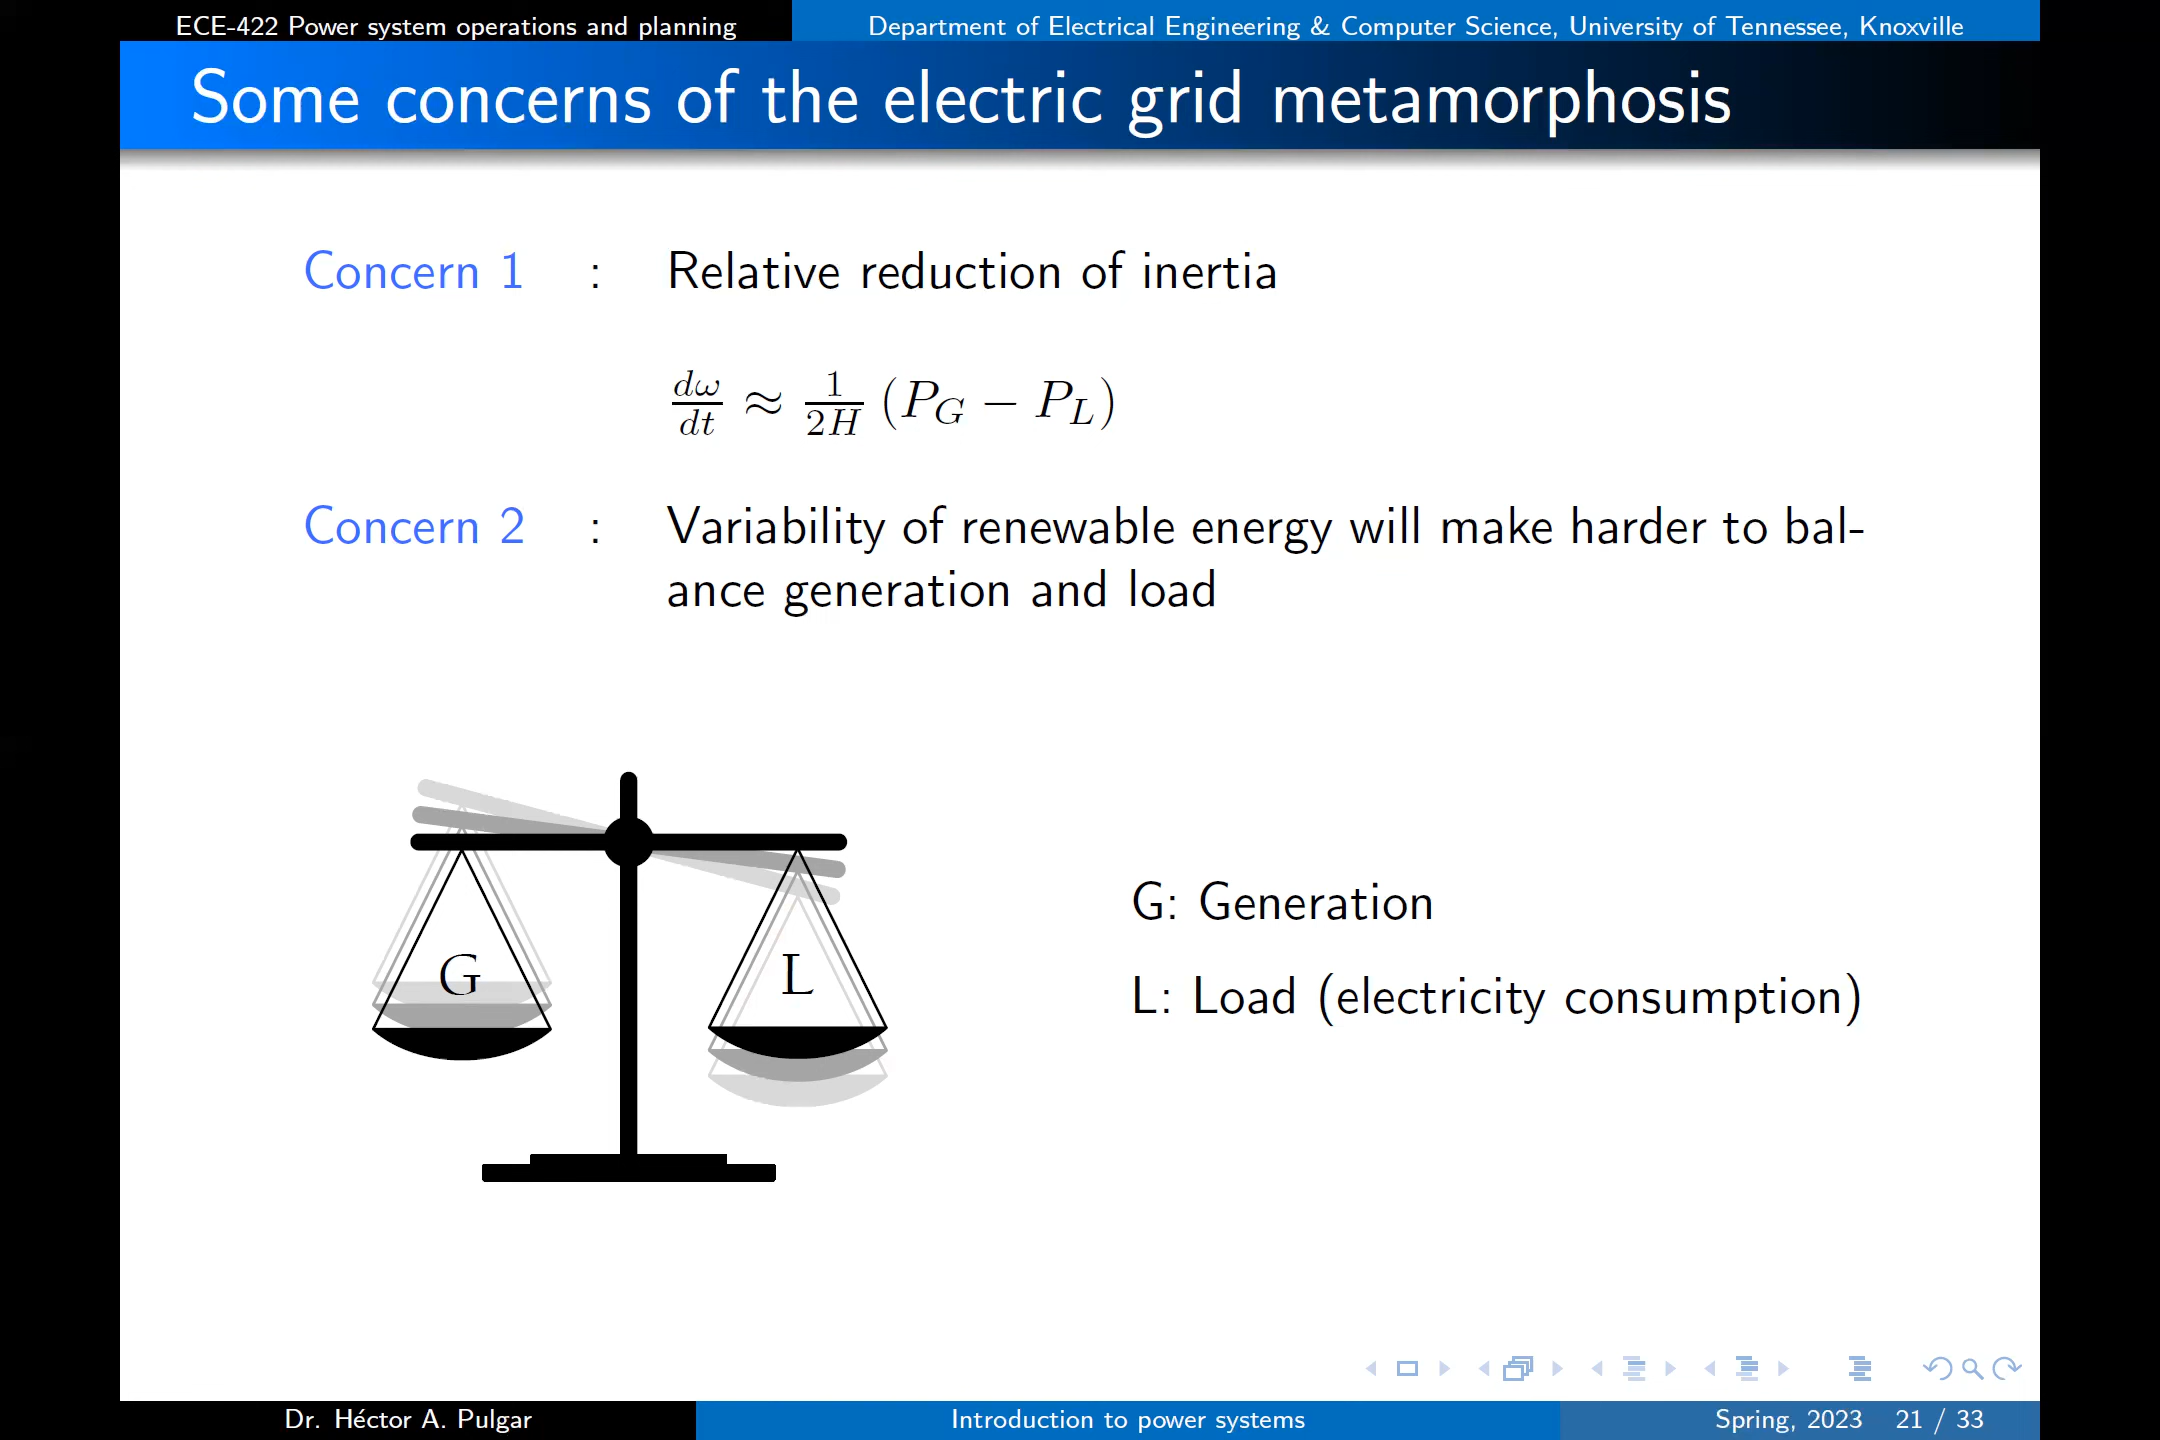 ECE-422 Power system operations and planning
Department of Electrical Engineering & Computer Science, University of Tennessee, Knoxville
Some concerns of the electric grid metamorphosis
Concern 1 : Relative reduction of inertia
dω/dt ≈ 1/2H (P_G − P_L)
Concern 2 : Variability of renewable energy will make harder to bal-
ance generation and load
G L
G: Generation
L: Load (electricity consumption)
Dr. Héctor A. Pulgar Introduction to power systems Spring, 2023 21 / 33